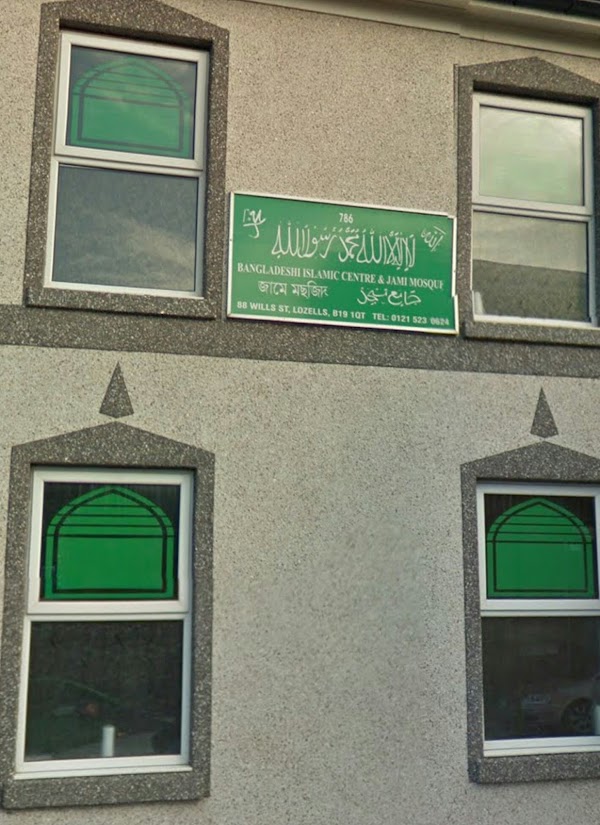 786
لا إله إلا الله محمد رسول الله
BANGLADESHI ISLAMIC CENTRE & JAMI MOSQUE
জামে মছজিদ جامع مسجد
88 WILLS ST, LOZELLS, B19 1QT TEL: 0121 523 8624